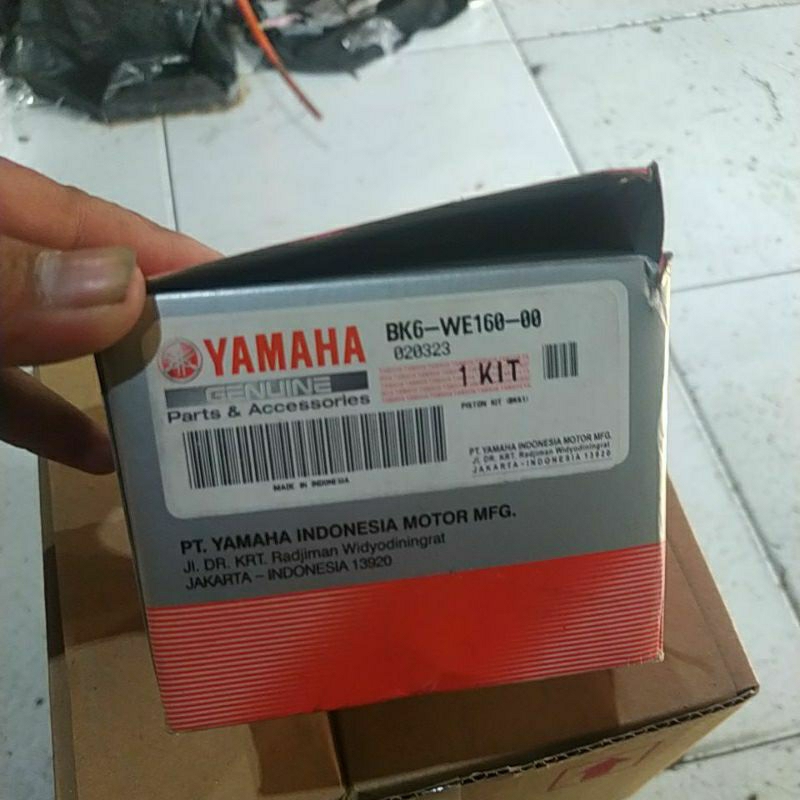 YAMAHA
GENUINE
Parts & Accessories
BK6-WE160-00
020323
1 KIT
PISTON KIT (BK61)
MADE IN INDONESIA
PT. YAMAHA INDONESIA MOTOR MFG.
Jl. DR. KRT. Radjiman Widyodiningrat
JAKARTA-INDONESIA 13920
PT. YAMAHA INDONESIA MOTOR MFG.
Jl. DR. KRT. Radjiman Widyodiningrat
JAKARTA - INDONESIA 13920